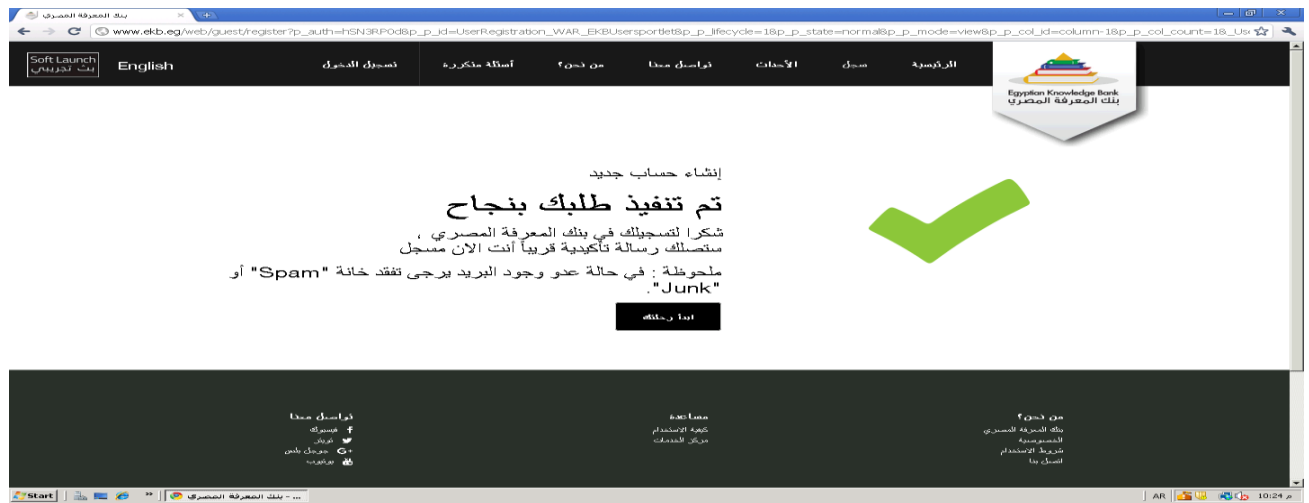 بنك المعرفة المصري
www.ekb.eg/web/guest/register?p_auth=hSN3RP0d&p_p_id=UserRegistration_WAR_EKBUsersportlet&p_p_lifecycle=1&p_p_state=normal&p_p_mode=view&p_p_col_id=column-1&p_p_col_count=1&_Us
Soft Launch
بث تجريبي
English
الرئيسية سجل الأحداث تواصل معنا من نحن؟ أسئلة متكررة تسجيل الدخول
Egyptian Knowledge Bank
بنك المعرفة المصري
إنشاء حساب جديد
تم تنفيذ طلبك بنجاح
شكرا لتسجيلك في بنك المعرفة المصري ,
ستصلك رسالة تأكيدية قريباً أنت الان مسجل
ملحوظة : في حالة عدو وجود البريد يرجى تفقد خانة "Spam" أو
"Junk".
ابدأ رحلتك
من نحن؟
بنك المعرفة المصري
الخصوصية
شروط الاستخدام
اتصل بنا
مساعدة
كيفية الاستخدام
مركز الخدمات
تواصل معنا
فيسبوك
تويتر
جوجل بلس
يوتيوب
Start
بنك المعرفة المصري - ...
AR
10:24 م